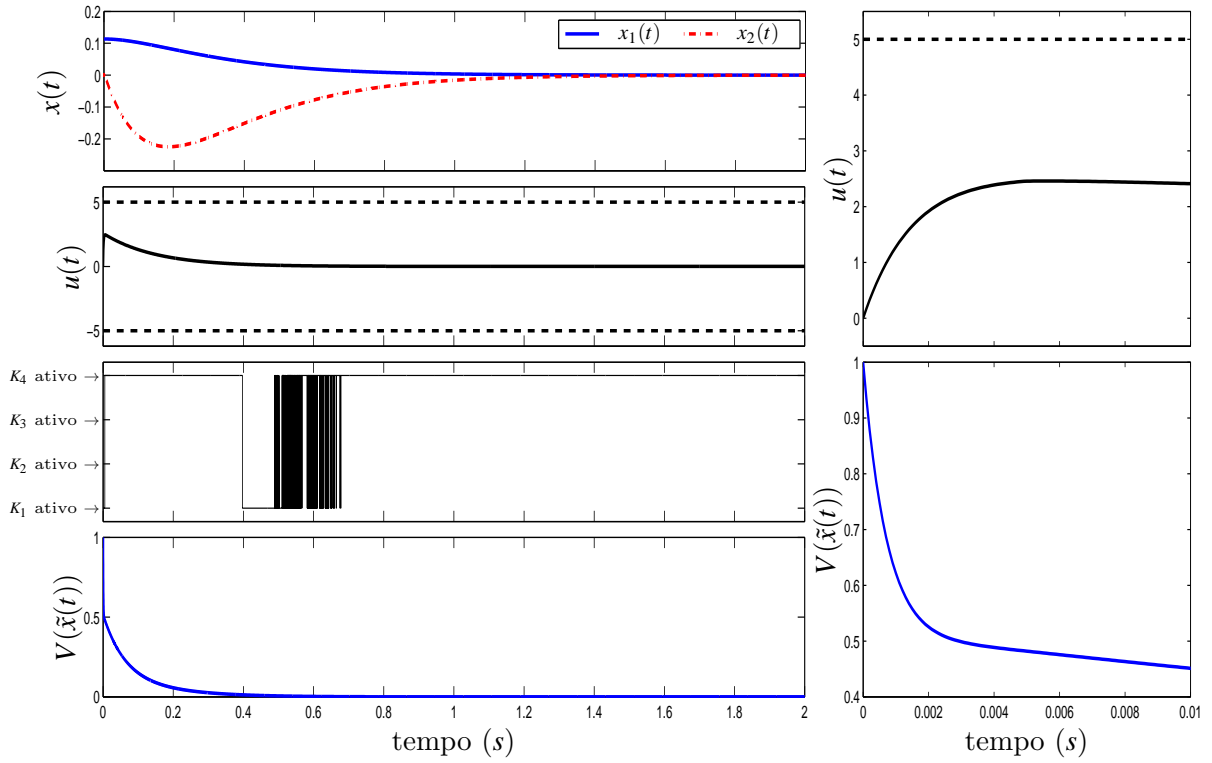 x(t)
0.2
0.1
0
−0.1
−0.2
x₁(t) x₂(t)
u(t)
5
0
−5
K₄ ativo →
K₃ ativo →
K₂ ativo →
K₁ ativo →
V(x̃(t))
1
0.5
0
0 0.2 0.4 0.6 0.8 1 1.2 1.4 1.6 1.8 2
tempo (s)
u(t)
5
4
3
2
1
0
V(x̃(t))
1
0.9
0.8
0.7
0.6
0.5
0.4
0 0.002 0.004 0.006 0.008 0.01
tempo (s)